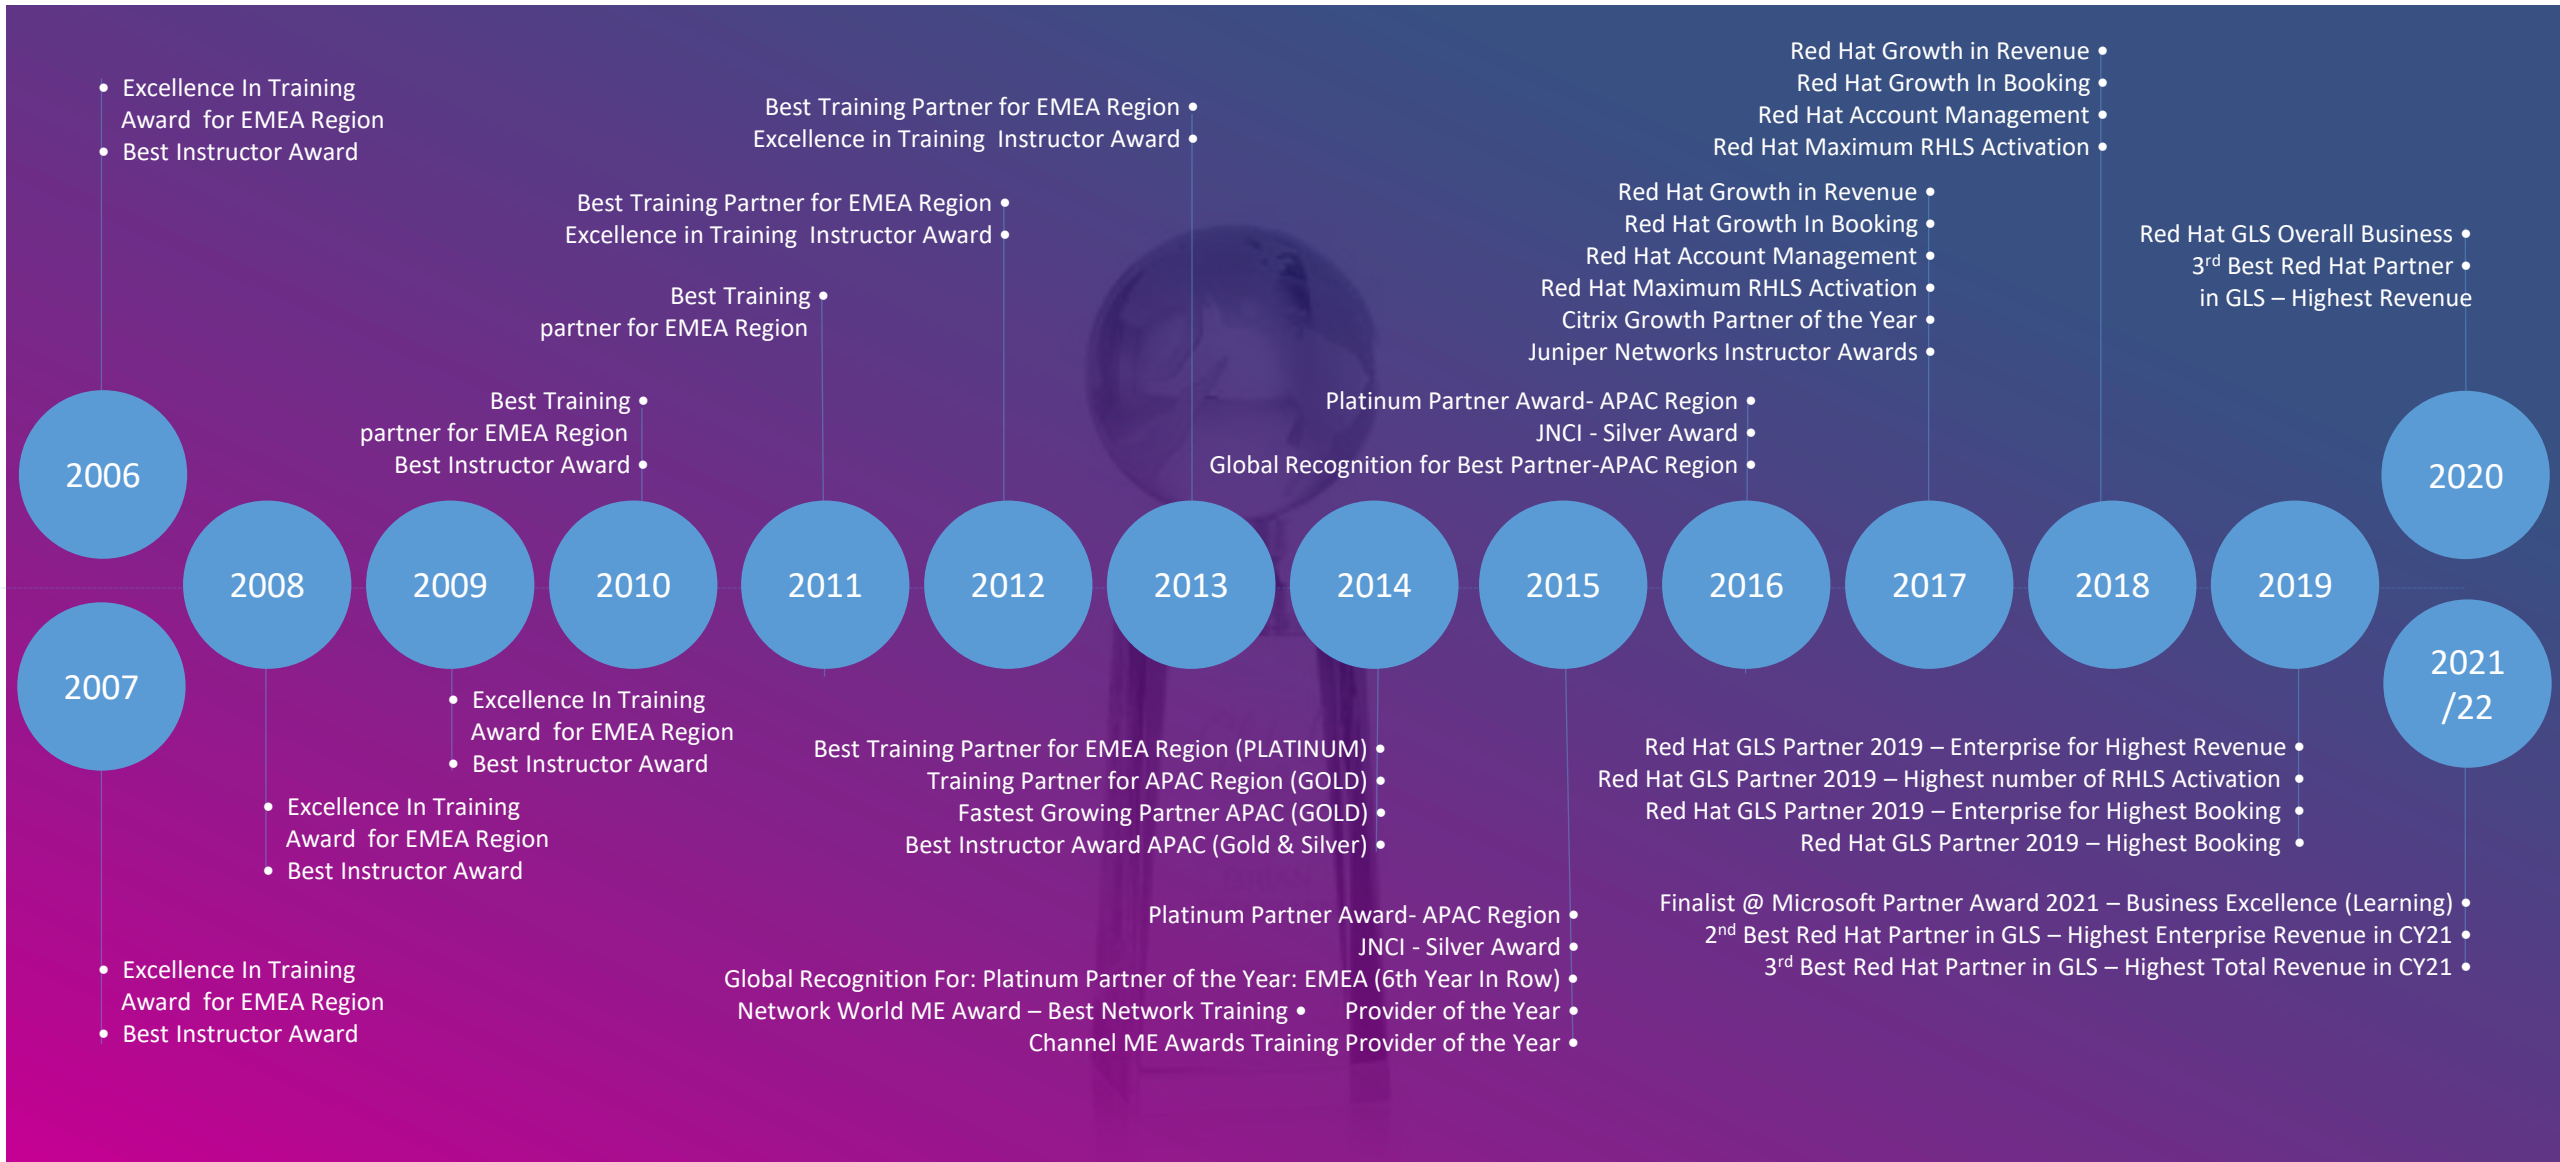 2006
• Excellence In Training
Award for EMEA Region
• Best Instructor Award
2007
• Excellence In Training
Award for EMEA Region
• Best Instructor Award
2008
• Excellence In Training
Award for EMEA Region
• Best Instructor Award
2009
• Excellence In Training
Award for EMEA Region
• Best Instructor Award
2010
Best Training •
partner for EMEA Region
Best Instructor Award •
2011
Best Training •
partner for EMEA Region
2012
Best Training Partner for EMEA Region •
Excellence in Training Instructor Award •
2013
Best Training Partner for EMEA Region •
Excellence in Training Instructor Award •
2014
Best Training Partner for EMEA Region (PLATINUM) •
Training Partner for APAC Region (GOLD) •
Fastest Growing Partner APAC (GOLD) •
Best Instructor Award APAC (Gold & Silver) •
2015
Platinum Partner Award- APAC Region •
JNCI - Silver Award •
Global Recognition For: Platinum Partner of the Year: EMEA (6th Year In Row) •
Network World ME Award – Best Network Training • Provider of the Year •
Channel ME Awards Training Provider of the Year •
2016
Platinum Partner Award- APAC Region •
JNCI - Silver Award •
Global Recognition for Best Partner-APAC Region •
2017
Red Hat Growth in Revenue •
Red Hat Growth In Booking •
Red Hat Account Management •
Red Hat Maximum RHLS Activation •
Citrix Growth Partner of the Year •
Juniper Networks Instructor Awards •
2018
Red Hat Growth in Revenue •
Red Hat Growth In Booking •
Red Hat Account Management •
Red Hat Maximum RHLS Activation •
2019
Red Hat GLS Partner 2019 – Enterprise for Highest Revenue •
Red Hat GLS Partner 2019 – Highest number of RHLS Activation •
Red Hat GLS Partner 2019 – Enterprise for Highest Booking •
Red Hat GLS Partner 2019 – Highest Booking •
2020
Red Hat GLS Overall Business •
3rd Best Red Hat Partner •
in GLS – Highest Revenue
2021
/22
Finalist @ Microsoft Partner Award 2021 – Business Excellence (Learning) •
2nd Best Red Hat Partner in GLS – Highest Enterprise Revenue in CY21 •
3rd Best Red Hat Partner in GLS – Highest Total Revenue in CY21 •